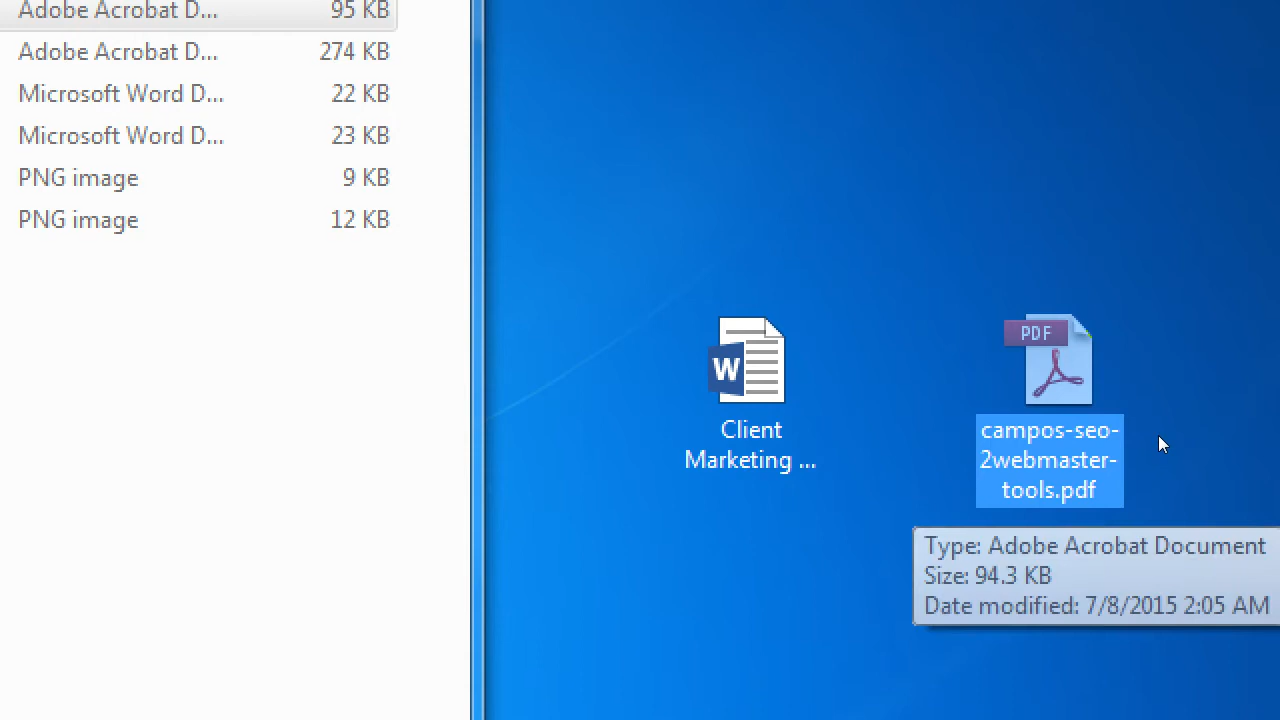 Adobe Acrobat D... 95 KB
Adobe Acrobat D... 274 KB
Microsoft Word D... 22 KB
Microsoft Word D... 23 KB
PNG image 9 KB
PNG image 12 KB
W
Client
Marketing ...
PDF
campos-seo-
2webmaster-
tools.pdf
Type: Adobe Acrobat Document
Size: 94.3 KB
Date modified: 7/8/2015 2:05 AM